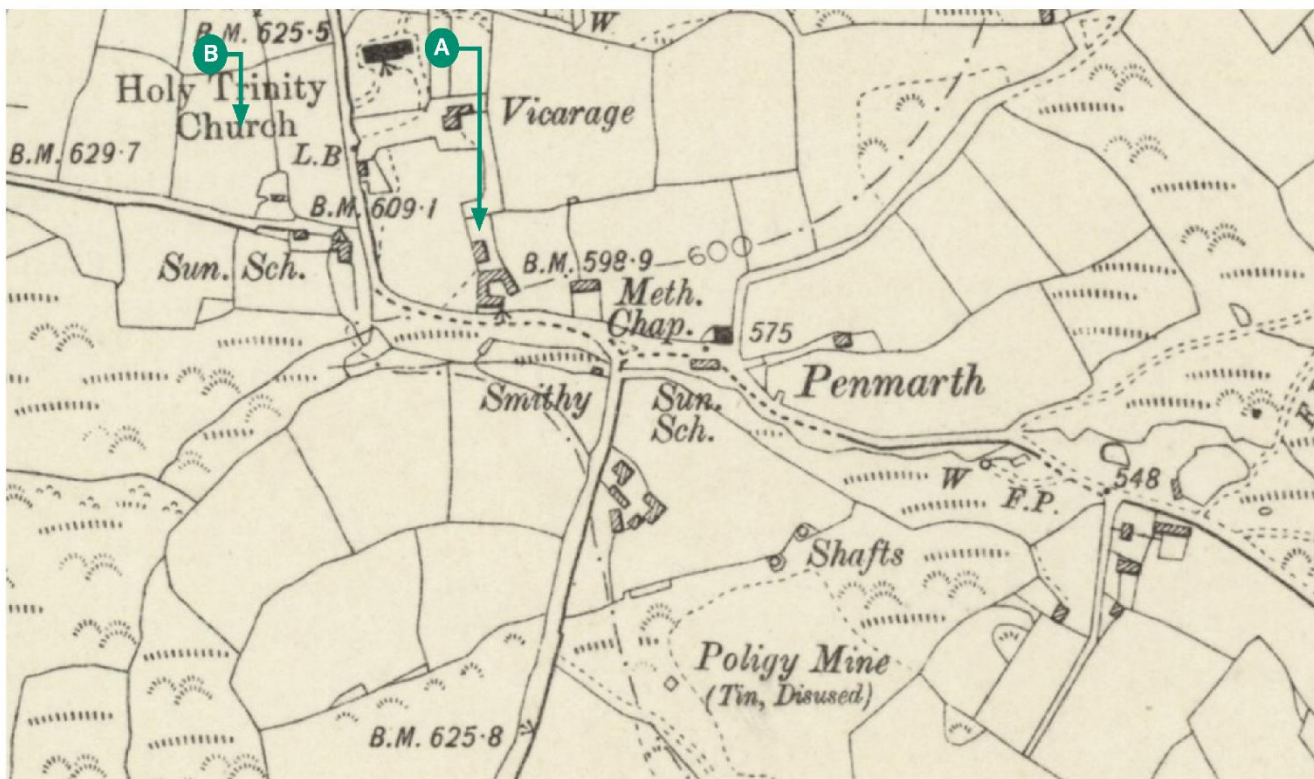 B.M. 625·5
W
A
B
Holy Trinity
Church
Vicarage
B.M. 629·7
L.B
B.M. 609·1
Sun. Sch.
B.M. 598·9
600
Meth.
Chap.
575
Penmarth
Smithy
Sun.
Sch.
W
F.P.
548
Shafts
Poligy Mine
(Tin, Disused)
B.M. 625·8